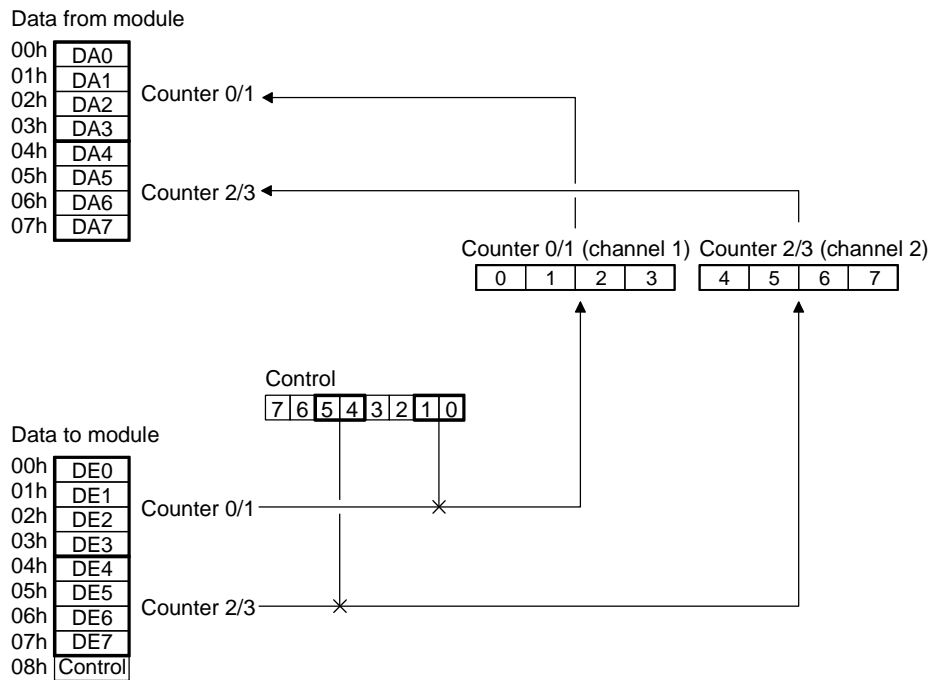 Data from module
00h DA0
01h DA1
02h DA2
03h DA3
Counter 0/1
04h DA4
05h DA5
06h DA6
07h DA7
Counter 2/3
Counter 0/1 (channel 1) Counter 2/3 (channel 2)
0 1 2 3 4 5 6 7
Control
7 6 5 4 3 2 1 0
Data to module
00h DE0
01h DE1
02h DE2
03h DE3
Counter 0/1
04h DE4
05h DE5
06h DE6
07h DE7
Counter 2/3
08h Control